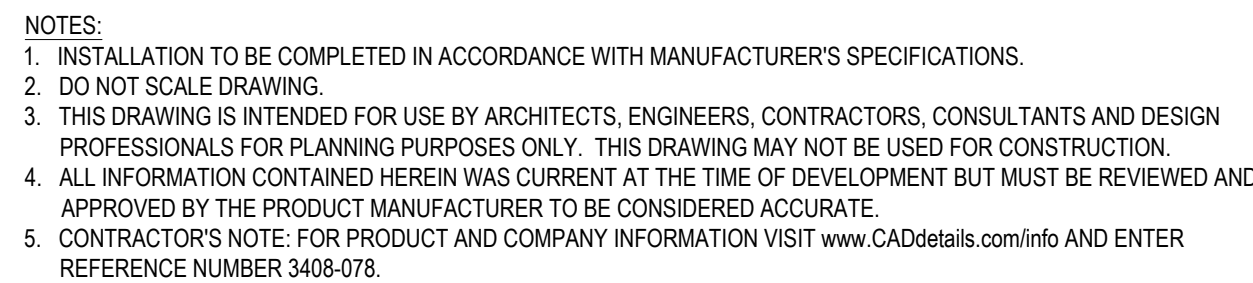 NOTES:
1. INSTALLATION TO BE COMPLETED IN ACCORDANCE WITH MANUFACTURER'S SPECIFICATIONS.
2. DO NOT SCALE DRAWING.
3. THIS DRAWING IS INTENDED FOR USE BY ARCHITECTS, ENGINEERS, CONTRACTORS, CONSULTANTS AND DESIGN
PROFESSIONALS FOR PLANNING PURPOSES ONLY. THIS DRAWING MAY NOT BE USED FOR CONSTRUCTION.
4. ALL INFORMATION CONTAINED HEREIN WAS CURRENT AT THE TIME OF DEVELOPMENT BUT MUST BE REVIEWED AND
APPROVED BY THE PRODUCT MANUFACTURER TO BE CONSIDERED ACCURATE.
5. CONTRACTOR'S NOTE: FOR PRODUCT AND COMPANY INFORMATION VISIT www.CADdetails.com/info AND ENTER
REFERENCE NUMBER 3408-078.